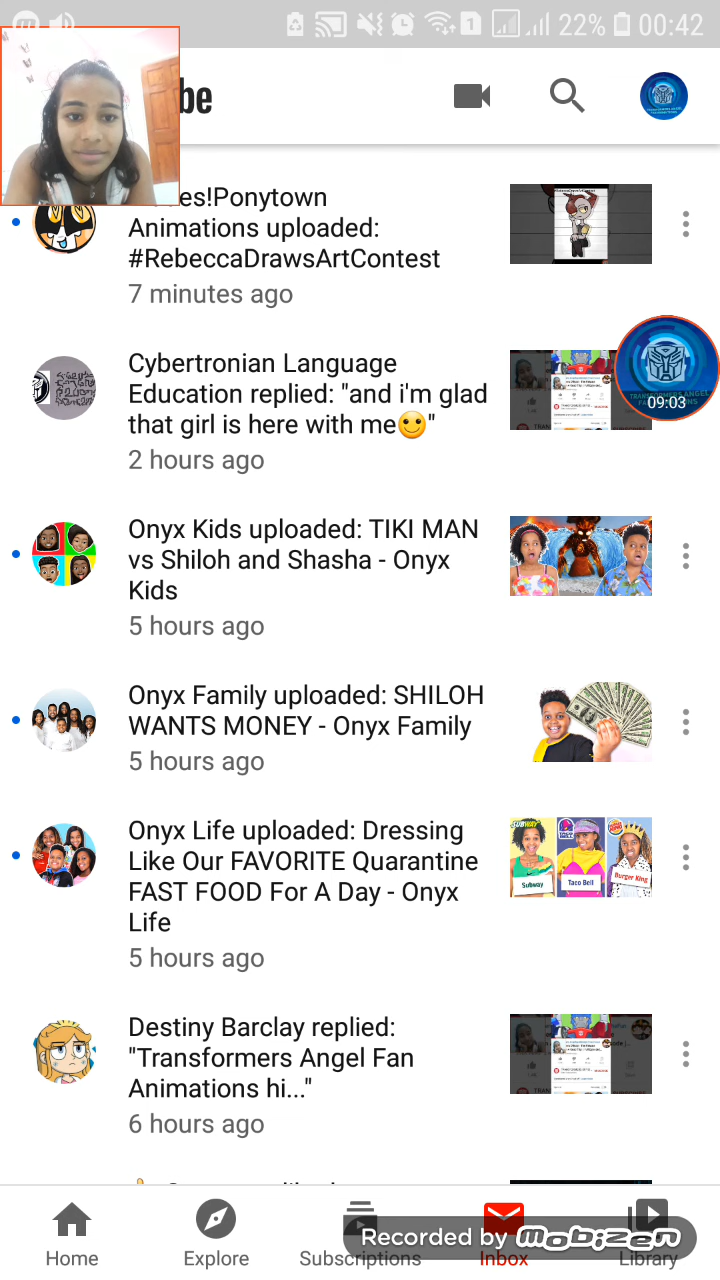 22% 00:42
be
es!Ponytown
Animations uploaded:
#RebeccaDrawsArtContest
7 minutes ago
Cybertronian Language
Education replied: "and i'm glad
that girl is here with me🙂"
2 hours ago
09:03
Onyx Kids uploaded: TIKI MAN
vs Shiloh and Shasha - Onyx
Kids
5 hours ago
Onyx Family uploaded: SHILOH
WANTS MONEY - Onyx Family
5 hours ago
Onyx Life uploaded: Dressing
Like Our FAVORITE Quarantine
FAST FOOD For A Day - Onyx
Life
5 hours ago
SUBWAY TACO BELL BURGER KING
Subway Taco Bell Burger King
Destiny Barclay replied:
"Transformers Angel Fan
Animations hi..."
6 hours ago
Recorded by mobizen
Home Explore Subscriptions Inbox Library